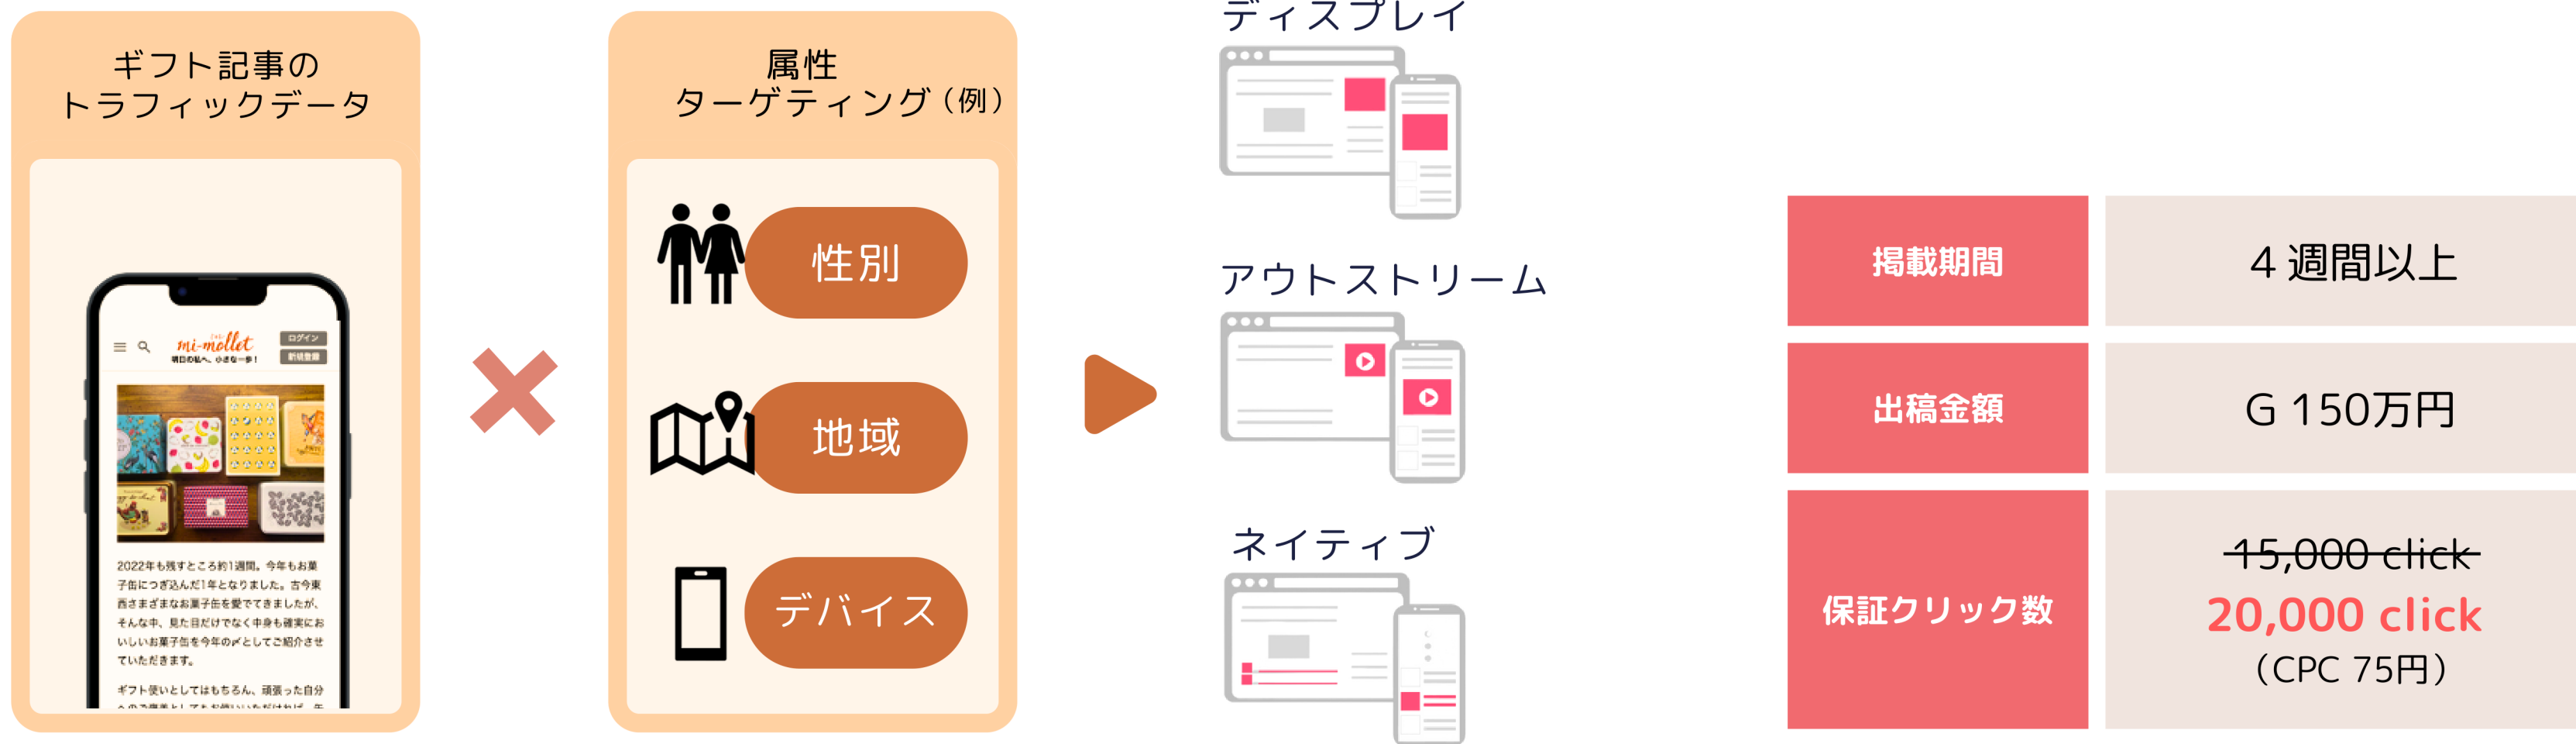 ギフト記事の
トラフィックデータ
mi-mollet
明日の私へ、小さな一歩！
ログイン
新規登録
2022年も残すところ約1週間。今年もお菓
子缶につぎ込んだ1年となりました。古今東
西さまざまなお菓子缶を愛でてきましたが、
そんな中、見た目だけでなく中身も確実にお
いしいお菓子缶を今年の〆としてご紹介させ
ていただきます。
ギフト使いとしてはもちろん、頑張った自分
属性
ターゲティング（例）
性別
地域
デバイス
ディスプレイ
アウトストリーム
ネイティブ
掲載期間
4 週間以上
出稿金額
G 150万円
保証クリック数
15,000 click
20,000 click
（CPC 75円）